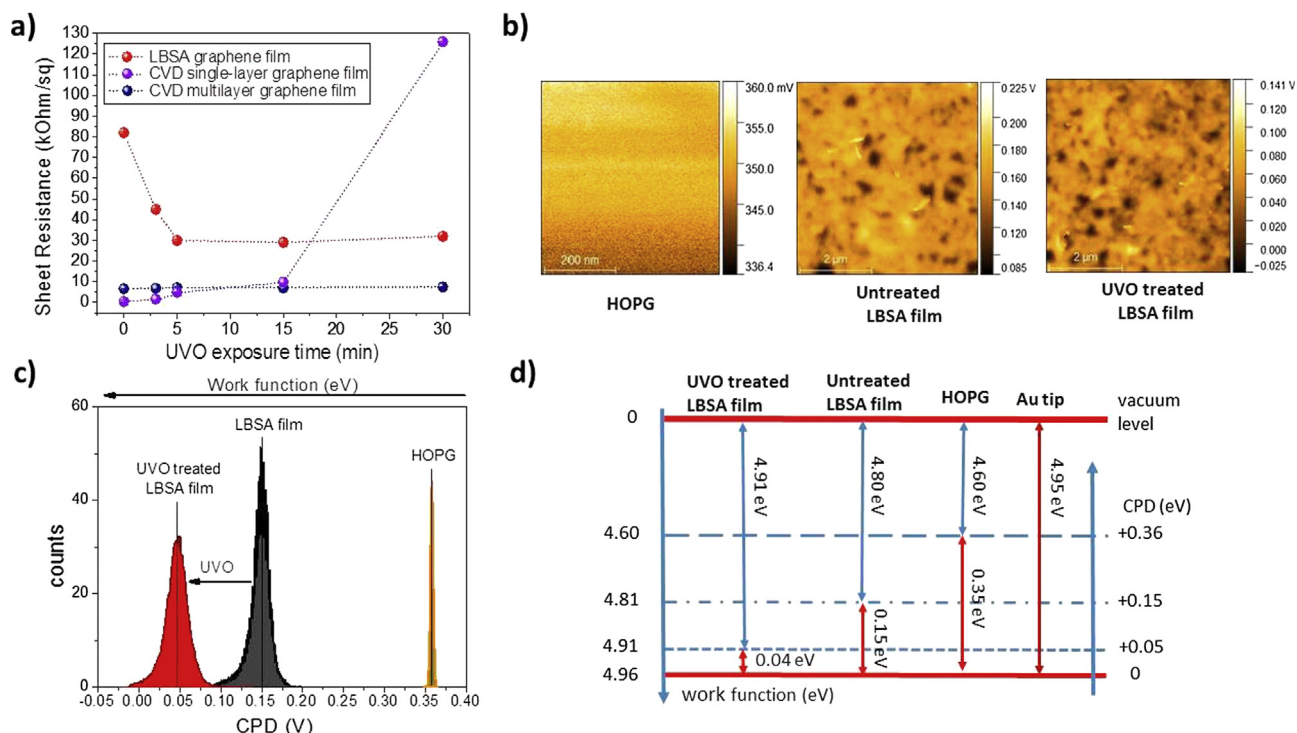 a)
130
120
110
100
90
80
70
60
50
40
30
20
10
0
Sheet Resistance (kOhm/sq)
LBSA graphene film
CVD single-layer graphene film
CVD multilayer graphene film
0 5 10 15 20 25 30
UVO exposure time (min)
b)
360.0 mV
355.0
350.0
345.0
336.4
200 nm
HOPG
0.225 V
0.200
0.180
0.160
0.140
0.120
0.085
2 µm
Untreated
LBSA film
0.141 V
0.120
0.100
0.080
0.060
0.040
0.020
0.000
−0.025
2 µm
UVO treated
LBSA film
c)
Work function (eV)
60
40
20
0
counts
UVO treated
LBSA film
LBSA film
HOPG
UVO
-0.05 0.00 0.05 0.10 0.15 0.20 0.25 0.30 0.35 0.40
CPD (V)
d)
UVO treated
LBSA film
Untreated
LBSA film
HOPG
Au tip
vacuum
level
0
4.91 eV
4.80 eV
4.60 eV
4.95 eV
CPD (eV)
4.60
+0.36
0.35 eV
4.81
+0.15
0.15 eV
4.91
+0.05
0.04 eV
4.96
0
work function (eV)